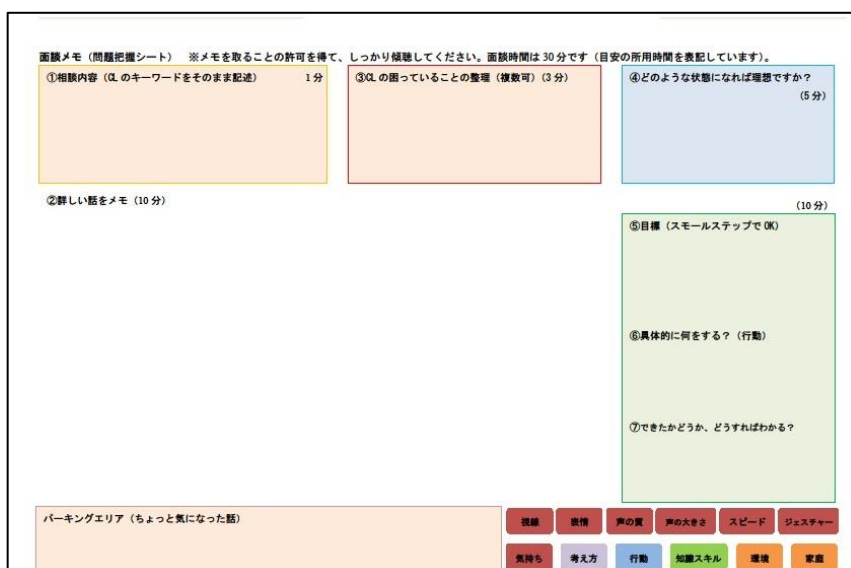 面談メモ（問題把握シート）　※メモを取ることの許可を得て、しっかり傾聴してください。面談時間は30分です（目安の所用時間を表記しています）。
①相談内容（CLのキーワードをそのまま記述）　1分
③CLの困っていることの整理（複数可）（3分）
④どのような状態になれば理想ですか？
（5分）
②詳しい話をメモ（10分）
（10分）
⑤目標（スモールステップでOK）
⑥具体的に何をする？（行動）
⑦できたかどうか、どうすればわかる？
パーキングエリア（ちょっと気になった話）
視線　表情　声の質　声の大きさ　スピード　ジェスチャー
気持ち　考え方　行動　知識スキル　環境　家庭